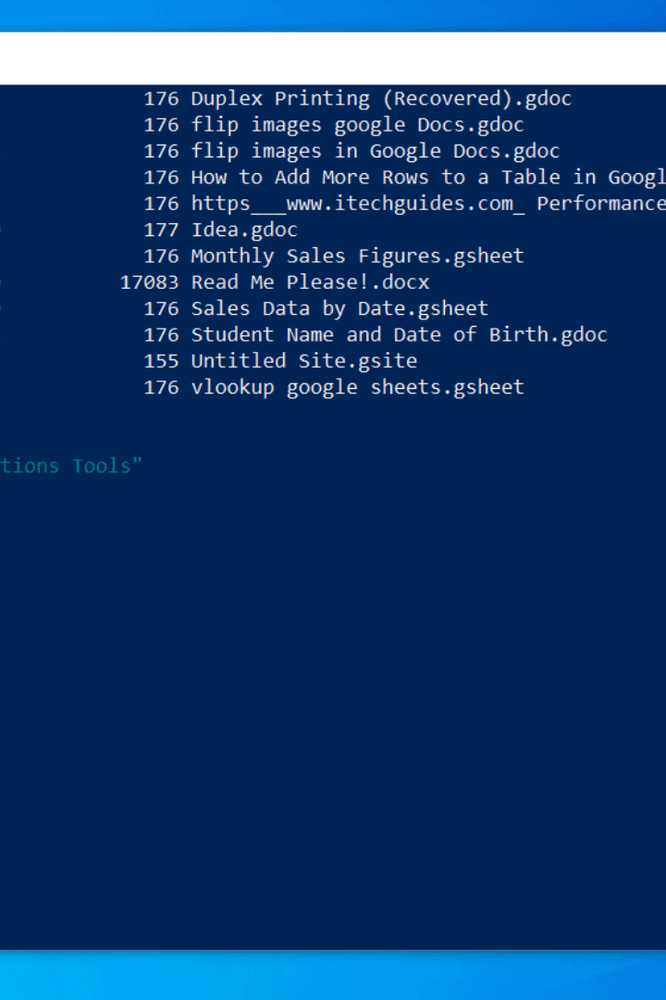 176 Duplex Printing (Recovered).gdoc
176 flip images google Docs.gdoc
176 flip images in Google Docs.gdoc
176 How to Add More Rows to a Table in Googl
176 https___www.itechguides.com_ Performance
177 Idea.gdoc
176 Monthly Sales Figures.gsheet
17083 Read Me Please!.docx
176 Sales Data by Date.gsheet
176 Student Name and Date of Birth.gdoc
155 Untitled Site.gsite
176 vlookup google sheets.gsheet
tions Tools"